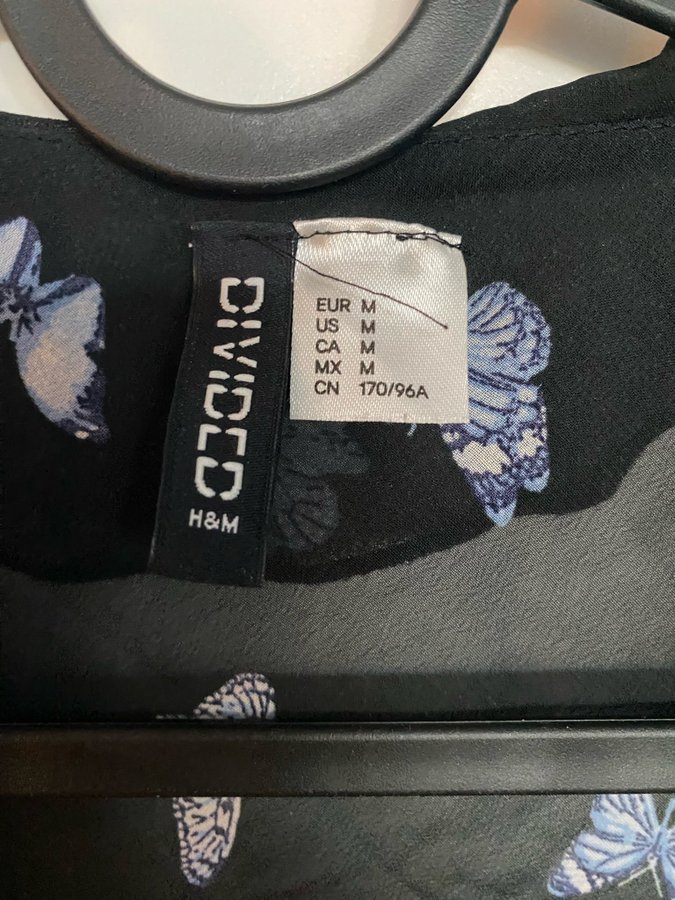 DIVIDED
H&M
EUR M
US M
CA M
MX M
CN 170/96A